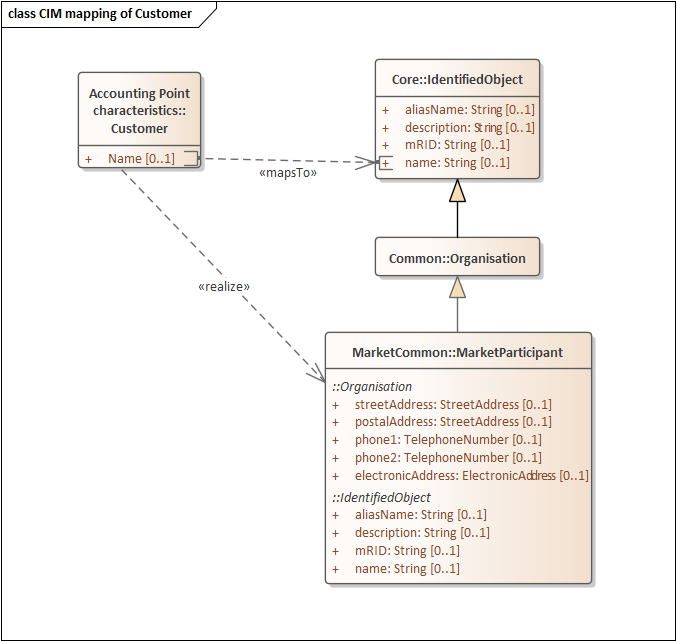 class CIM mapping of Customer
Accounting Point
characteristics::
Customer
+ Name [0..1]
«mapsTo»
Core::IdentifiedObject
+ aliasName: String [0..1]
+ description: String [0..1]
+ mRID: String [0..1]
+ name: String [0..1]
Common::Organisation
«realize»
MarketCommon::MarketParticipant
::Organisation
+ streetAddress: StreetAddress [0..1]
+ postalAddress: StreetAddress [0..1]
+ phone1: TelephoneNumber [0..1]
+ phone2: TelephoneNumber [0..1]
+ electronicAddress: ElectronicAddress [0..1]
::IdentifiedObject
+ aliasName: String [0..1]
+ description: String [0..1]
+ mRID: String [0..1]
+ name: String [0..1]